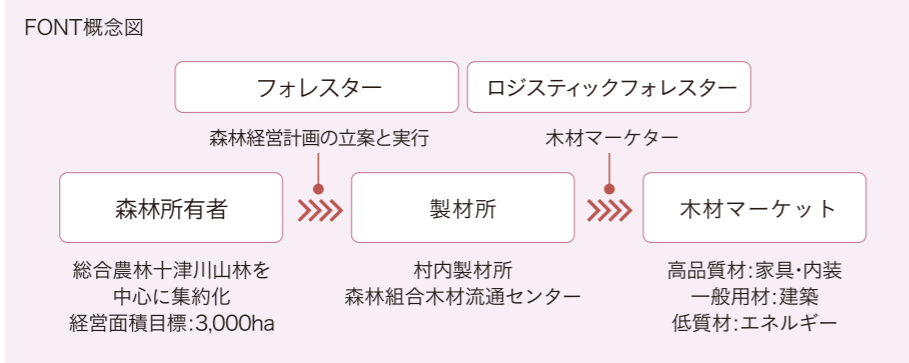 FONT概念図
フォレスター
ロジスティックフォレスター
森林経営計画の立案と実行
木材マーケター
森林所有者
製材所
木材マーケット
総合農林十津川山林を
中心に集約化
経営面積目標:3,000ha
村内製材所
森林組合木材流通センター
高品質材:家具・内装
一般用材:建築
低質材:エネルギー